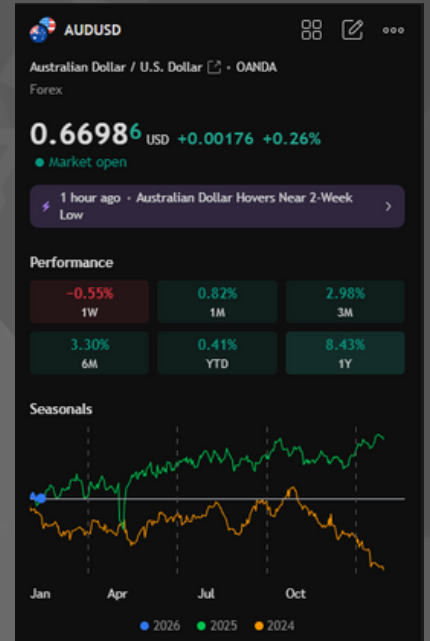 AUDUSD
Australian Dollar / U.S. Dollar • OANDA
Forex
0.66986 USD +0.00176 +0.26%
Market open
1 hour ago • Australian Dollar Hovers Near 2-Week
Low
Performance
−0.55% 0.82% 2.98%
1W 1M 3M
3.30% 0.41% 8.43%
6M YTD 1Y
Seasonals
Jan Apr Jul Oct
2026 2025 2024